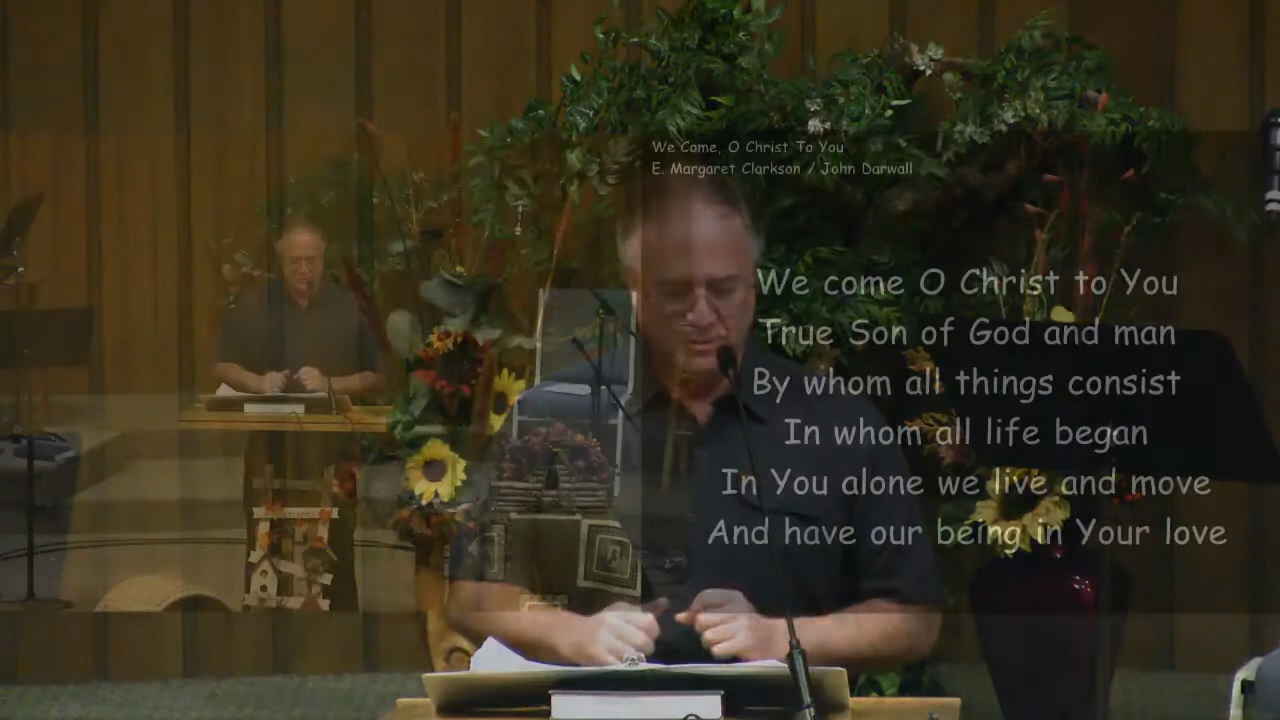 We Come, O Christ To You
E. Margaret Clarkson / John Darwall
We come O Christ to You
True Son of God and man
By whom all things consist
In whom all life began
In You alone we live and move
And have our being in Your love